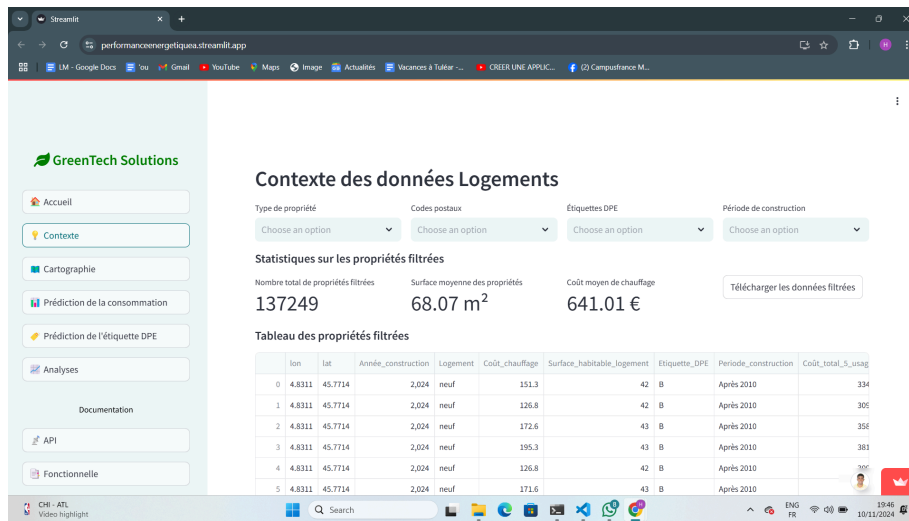 Streamlit
performanceenergetiquea.streamlit.app
LM - Google Docs 'ou Gmail YouTube Maps Image Actualités Vacances à Tuléar -... CREER UNE APPLIC... (2) Campusfrance M...
GreenTech Solutions
Accueil
Contexte
Cartographie
Prédiction de la consommation
Prédiction de l'étiquette DPE
Analyses
Documentation
API
Fonctionnelle
Contexte des données Logements
Type de propriété Codes postaux Étiquettes DPE Période de construction
Choose an option Choose an option Choose an option Choose an option
Statistiques sur les propriétés filtrées
Nombre total de propriétés filtrées Surface moyenne des propriétés Coût moyen de chauffage
137249 68.07 m² 641.01 €
Télécharger les données filtrées
Tableau des propriétés filtrées
lon lat Année_construction Logement Coût_chauffage Surface_habitable_logement Etiquette_DPE Periode_construction Coût_total_5_usag
0 4.8311 45.7714 2,024 neuf 151.3 42 B Après 2010 334
1 4.8311 45.7714 2,024 neuf 126.8 42 B Après 2010 309
2 4.8311 45.7714 2,024 neuf 172.6 43 B Après 2010 358
3 4.8311 45.7714 2,024 neuf 195.3 43 B Après 2010 381
4 4.8311 45.7714 2,024 neuf 126.8 42 B Après 2010
5 4.8311 45.7714 2,024 neuf 171.6 43 B Après 2010
CHI - ATL
Video highlight
Search
ENG
FR
19:46
10/11/2024